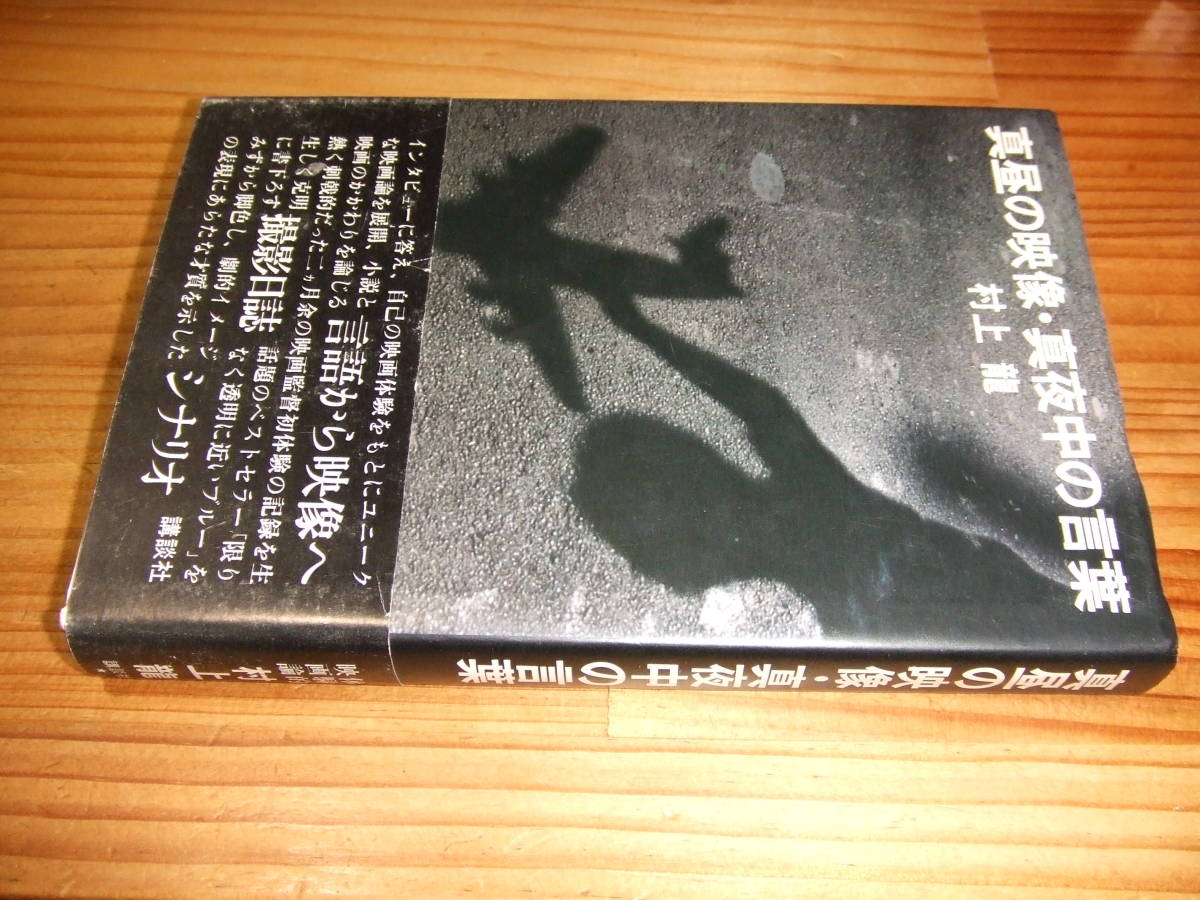 真昼の映像・真夜中の言葉
村上 龍
インタビューに答え、自己の映画体験をもとにユニーク
な映画論を展開、小説と
映画のかかわりを論じる
言語から映像へ
熱く刺戟的だった二ヵ月余の映画監督初体験の記録を生
生しく克明
に書下ろす
撮影日誌
話題のベストセラー「限り
なく透明に近いブルー」を
みずから脚色し、劇的イメージ
の表現にあらたな才質を示した
シナリオ
講談社
真昼の映像・真夜中の言葉
村上龍